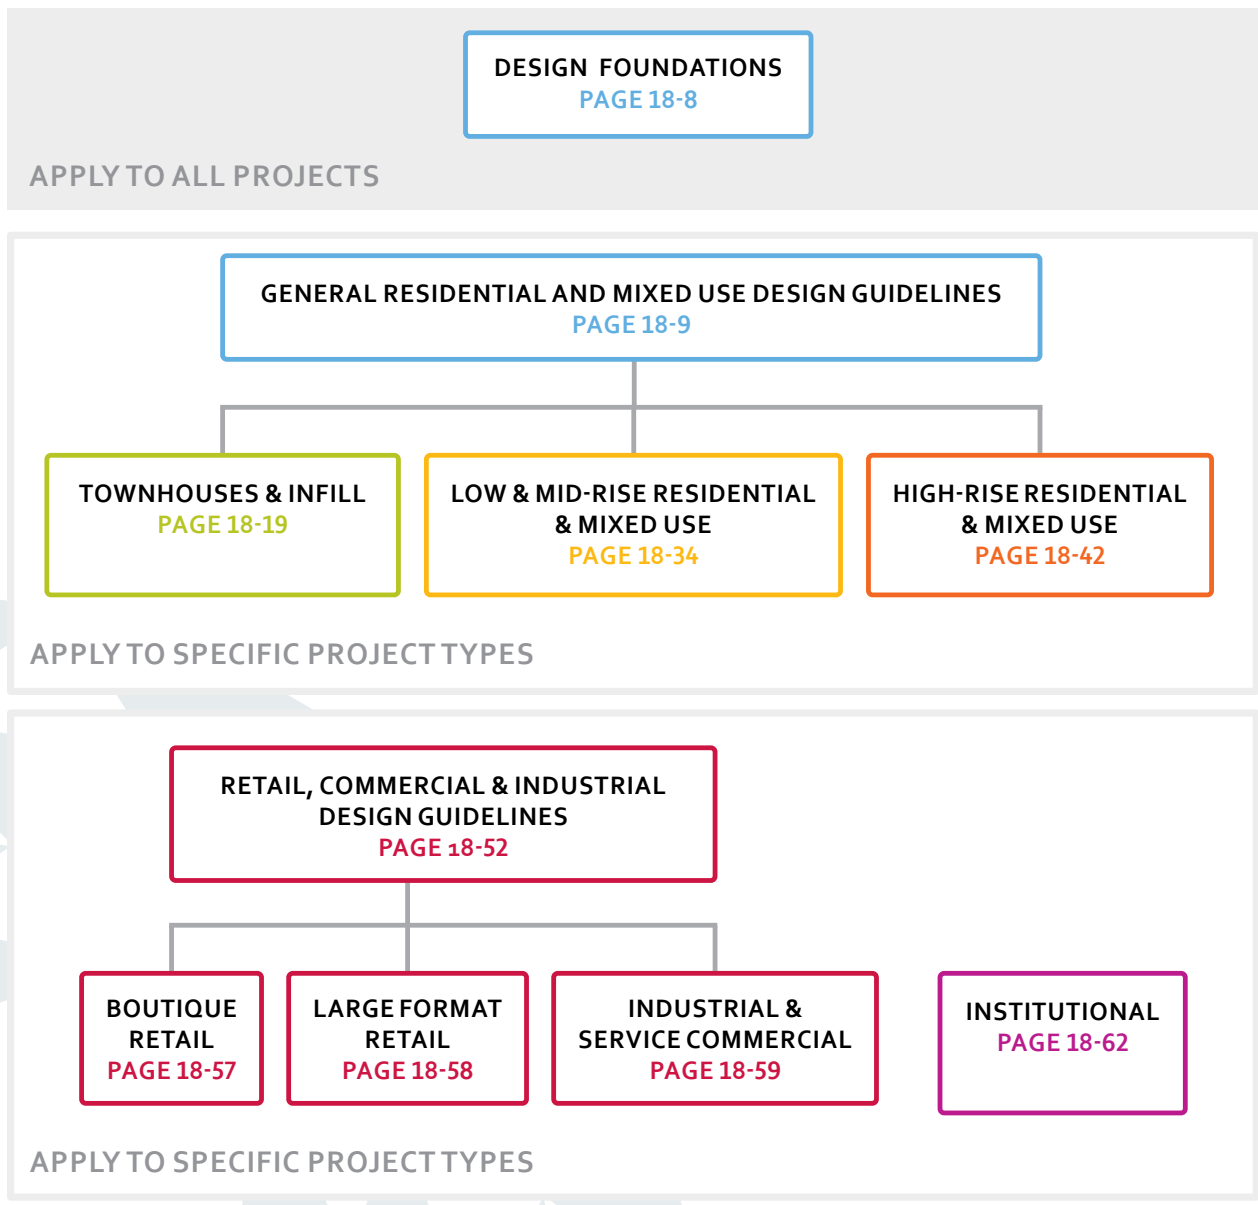 DESIGN FOUNDATIONS
PAGE 18-8
APPLY TO ALL PROJECTS
GENERAL RESIDENTIAL AND MIXED USE DESIGN GUIDELINES
PAGE 18-9
TOWNHOUSES & INFILL
PAGE 18-19
LOW & MID-RISE RESIDENTIAL
& MIXED USE
PAGE 18-34
HIGH-RISE RESIDENTIAL
& MIXED USE
PAGE 18-42
APPLY TO SPECIFIC PROJECT TYPES
RETAIL, COMMERCIAL & INDUSTRIAL
DESIGN GUIDELINES
PAGE 18-52
BOUTIQUE
RETAIL
PAGE 18-57
LARGE FORMAT
RETAIL
PAGE 18-58
INDUSTRIAL &
SERVICE COMMERCIAL
PAGE 18-59
INSTITUTIONAL
PAGE 18-62
APPLY TO SPECIFIC PROJECT TYPES